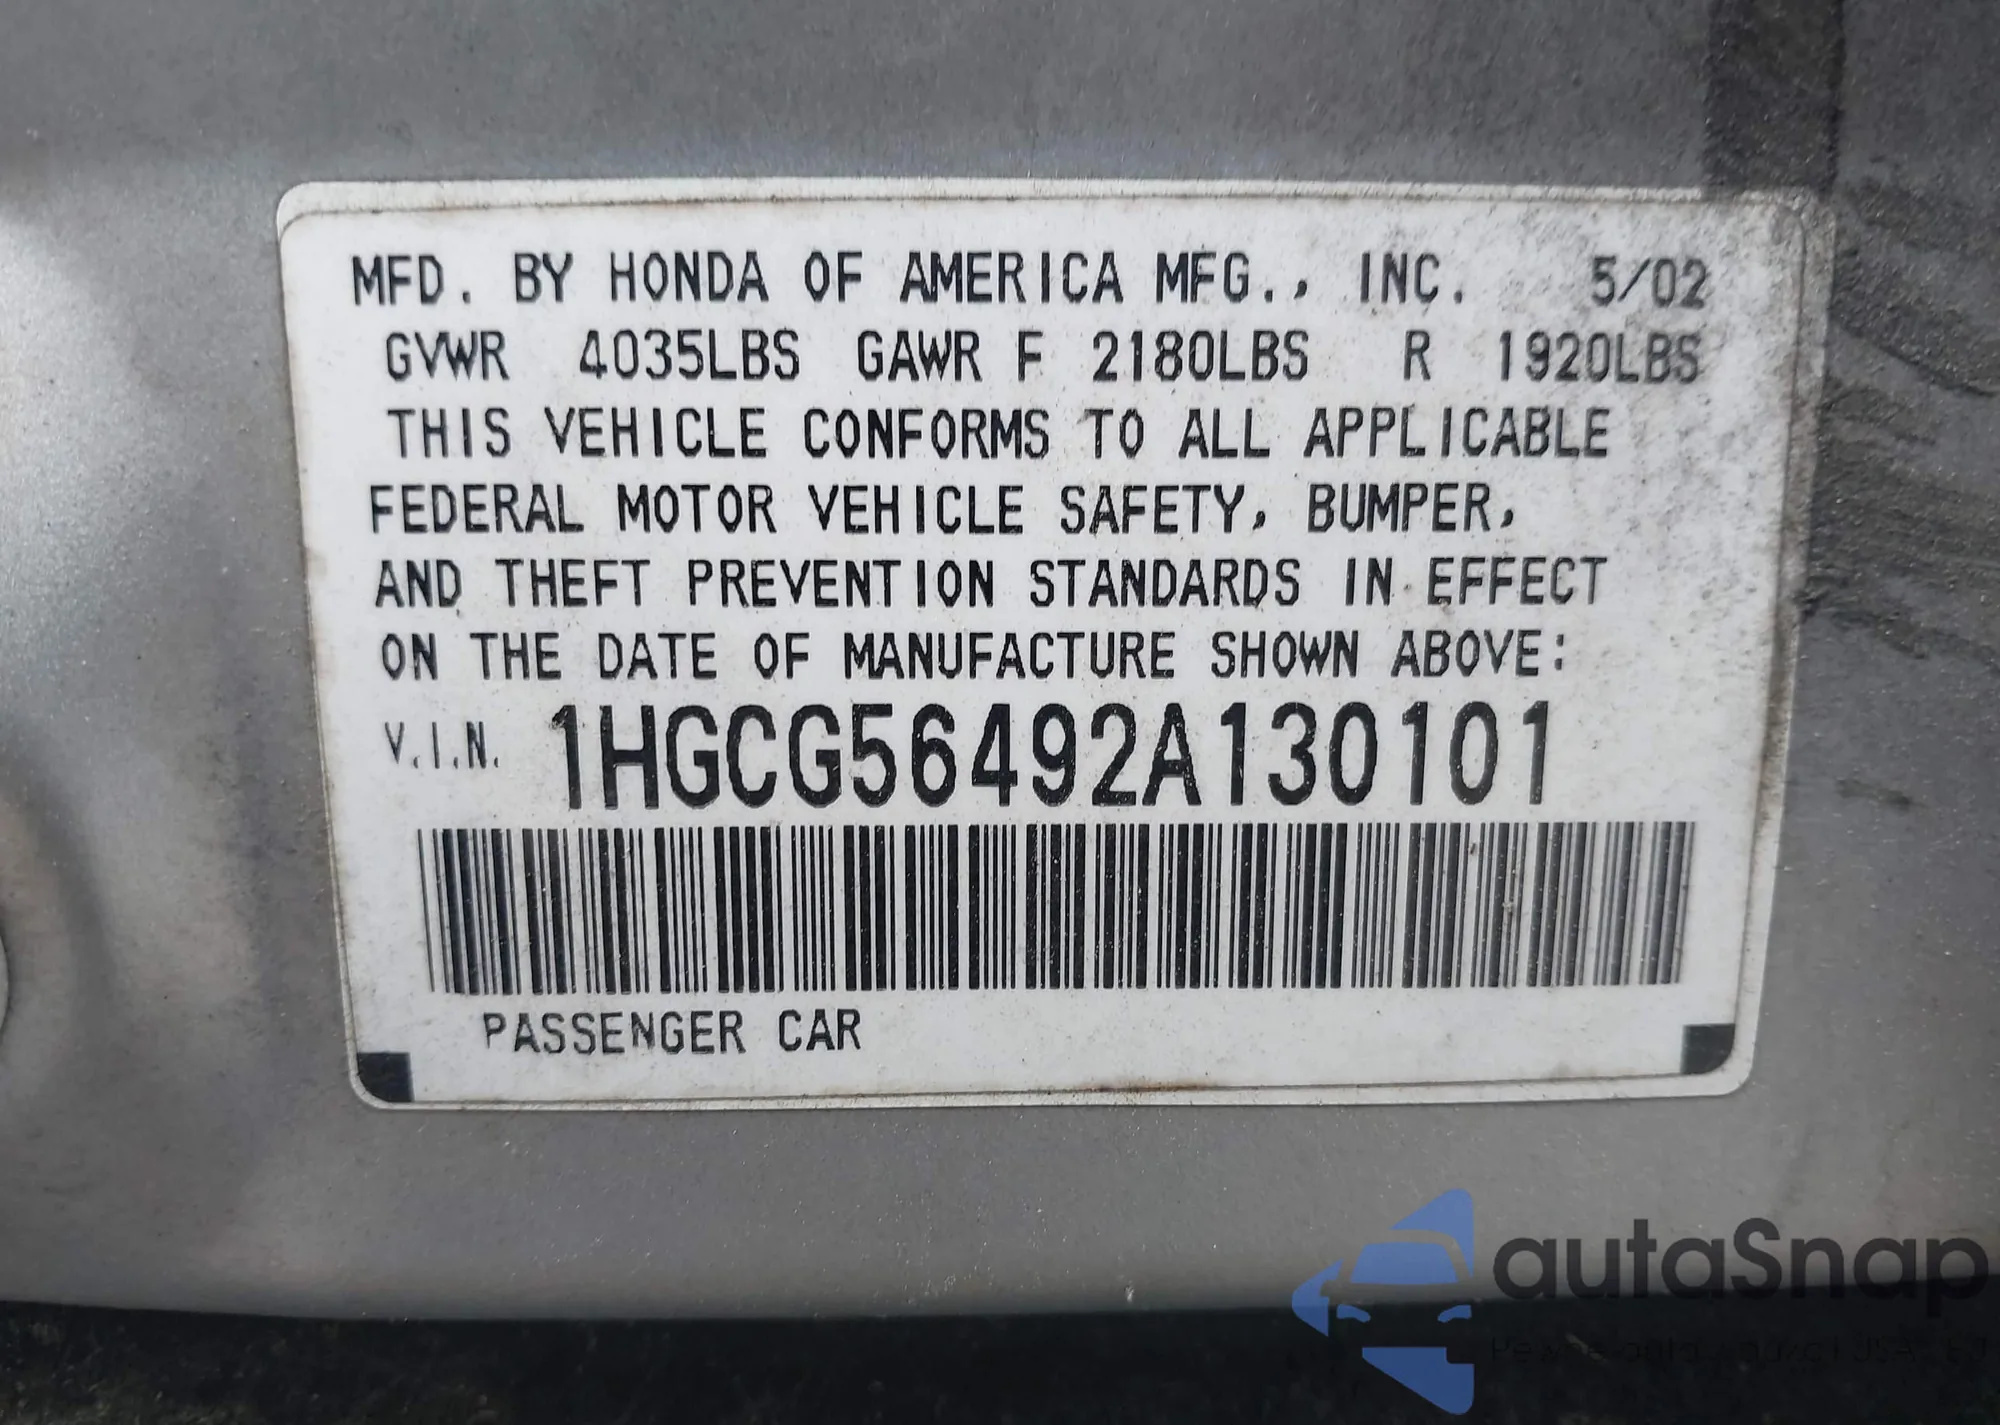 MFD. BY HONDA OF AMERICA MFG., INC. 5/02
GVWR 4035LBS GAWR F 2180LBS R 1920LBS
THIS VEHICLE CONFORMS TO ALL APPLICABLE
FEDERAL MOTOR VEHICLE SAFETY, BUMPER,
AND THEFT PREVENTION STANDARDS IN EFFECT
ON THE DATE OF MANUFACTURE SHOWN ABOVE:
V.I.N. 1HGCG56492A130101
PASSENGER CAR
autaSnap